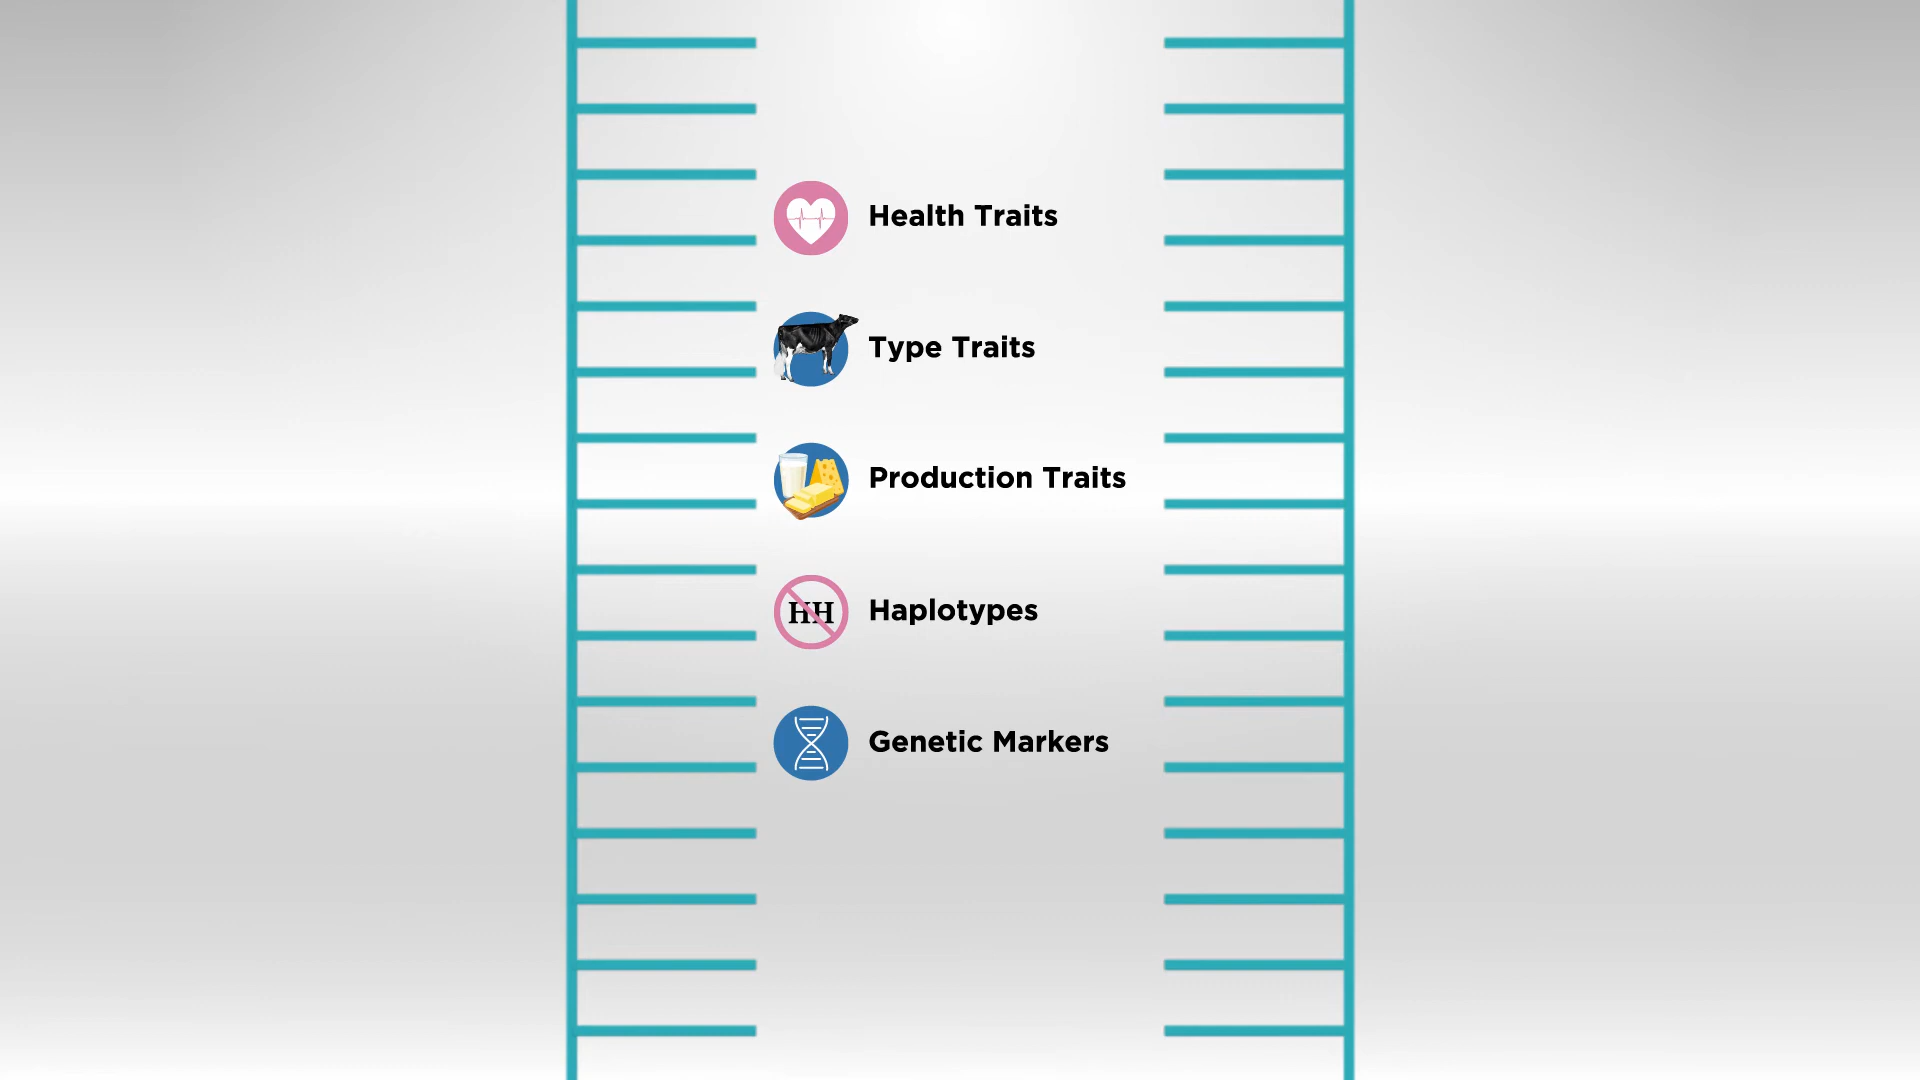 Health Traits
Type Traits
Production Traits
HH Haplotypes
Genetic Markers